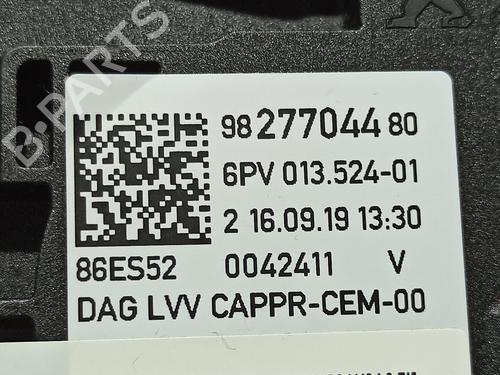 B-PARTS
98 277044 80
6PV 013.524-01
2 16.09.19 13:30
86ES52 0042411 V
DAG LVV CAPPR-CEM-00